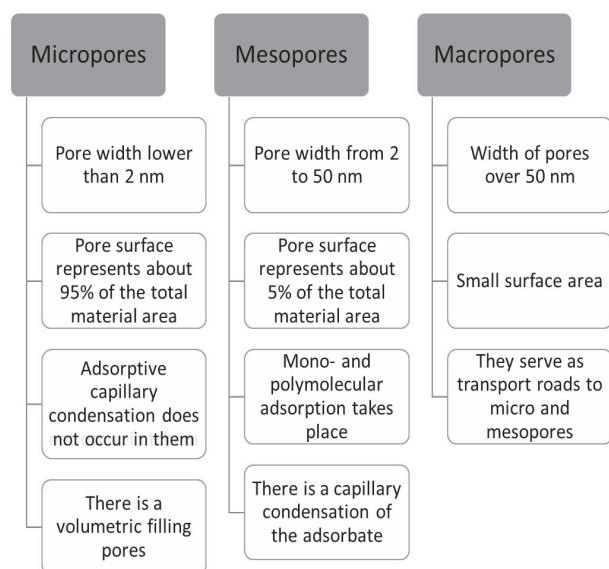 Micropores
Pore width lower
than 2 nm
Pore surface
represents about
95% of the total
material area
Adsorptive
capillary
condensation does
not occur in them
There is a
volumetric filling
pores
Mesopores
Pore width from 2
to 50 nm
Pore surface
represents about
5% of the total
material area
Mono- and
polymolecular
adsorption takes
place
There is a capillary
condensation of
the adsorbate
Macropores
Width of pores
over 50 nm
Small surface area
They serve as
transport roads to
micro and
mesopores